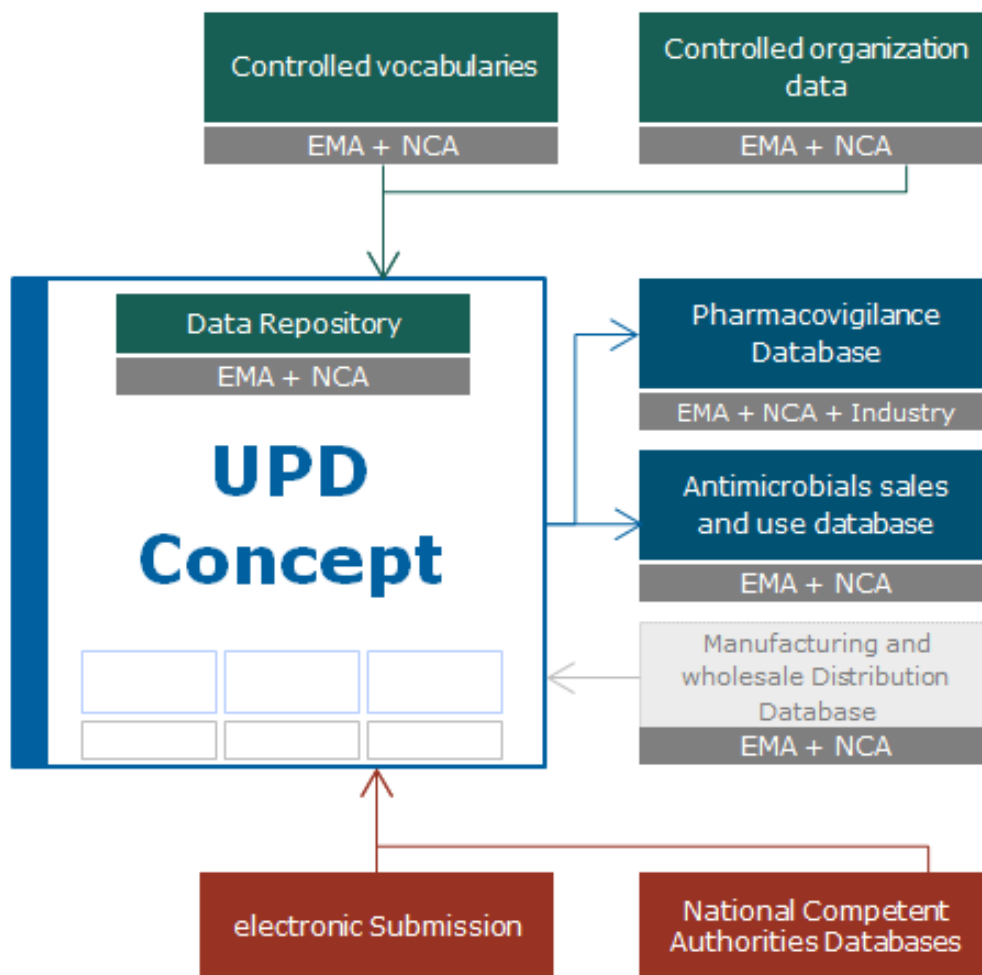 Controlled vocabularies
EMA + NCA
Controlled organization
data
EMA + NCA
Data Repository
EMA + NCA
UPD
Concept
Pharmacovigilance
Database
EMA + NCA + Industry
Antimicrobials sales
and use database
EMA + NCA
Manufacturing and
wholesale Distribution
Database
EMA + NCA
electronic Submission
National Competent
Authorities Databases